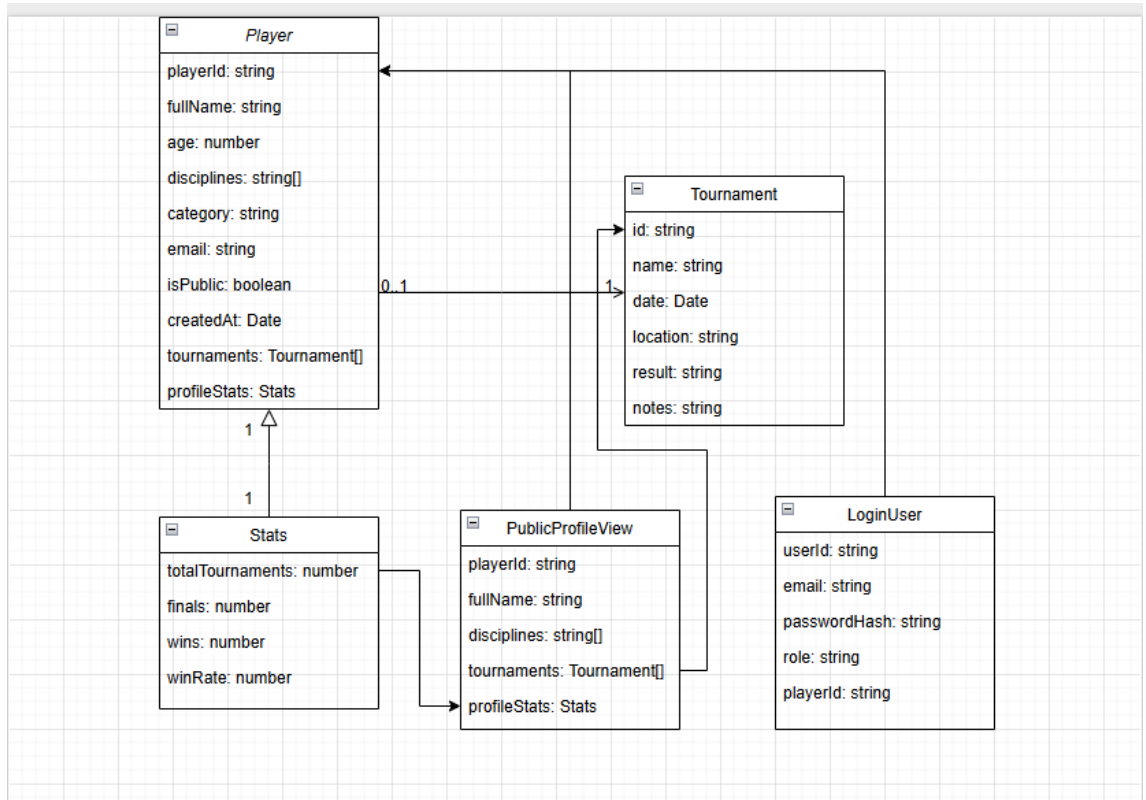 Player
playerId: string
fullName: string
age: number
disciplines: string[]
category: string
email: string
isPublic: boolean
createdAt: Date
tournaments: Tournament[]
profileStats: Stats
0..1
1
Tournament
id: string
name: string
date: Date
location: string
result: string
notes: string
1
1
Stats
totalTournaments: number
finals: number
wins: number
winRate: number
PublicProfileView
playerId: string
fullName: string
disciplines: string[]
tournaments: Tournament[]
profileStats: Stats
LoginUser
userId: string
email: string
passwordHash: string
role: string
playerId: string